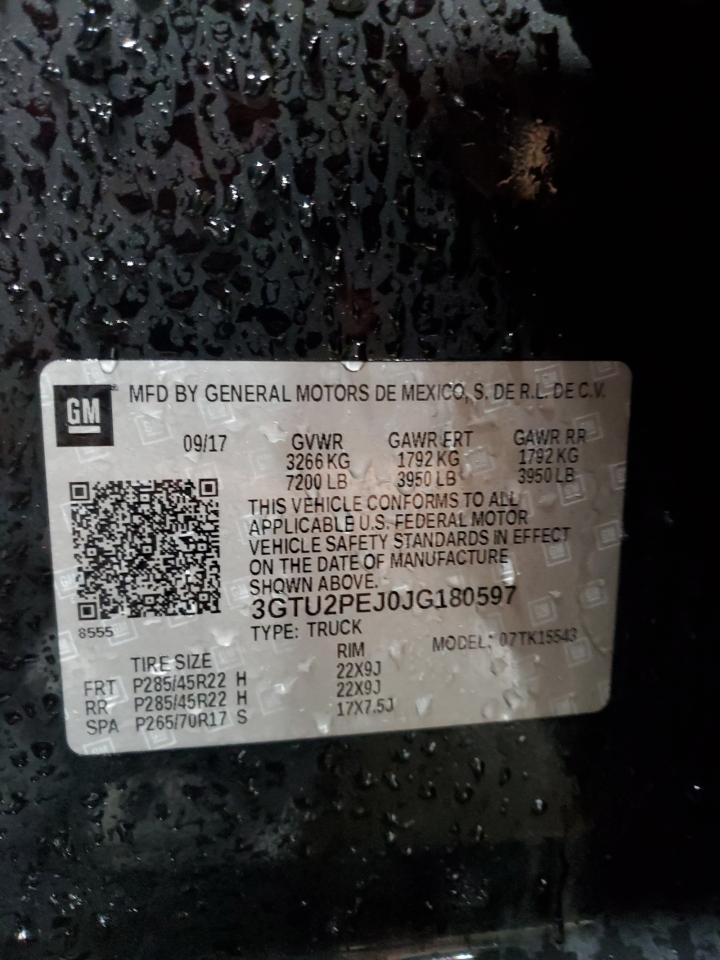 GM MFD BY GENERAL MOTORS DE MEXICO, S. DE R.L. DE C.V.
09/17 GVWR GAWR FRT GAWR RR
3266 KG 1792 KG 1792 KG
7200 LB 3950 LB 3950 LB
THIS VEHICLE CONFORMS TO ALL
APPLICABLE U.S. FEDERAL MOTOR
VEHICLE SAFETY STANDARDS IN EFFECT
ON THE DATE OF MANUFACTURE
SHOWN ABOVE.
3GTU2PEJ0JG180597
8555
TYPE: TRUCK MODEL: 07TK15543
TIRE SIZE RIM
FRT P285/45R22 H 22X9J
RR P285/45R22 H 22X9J
SPA P265/70R17 S 17X7.5J